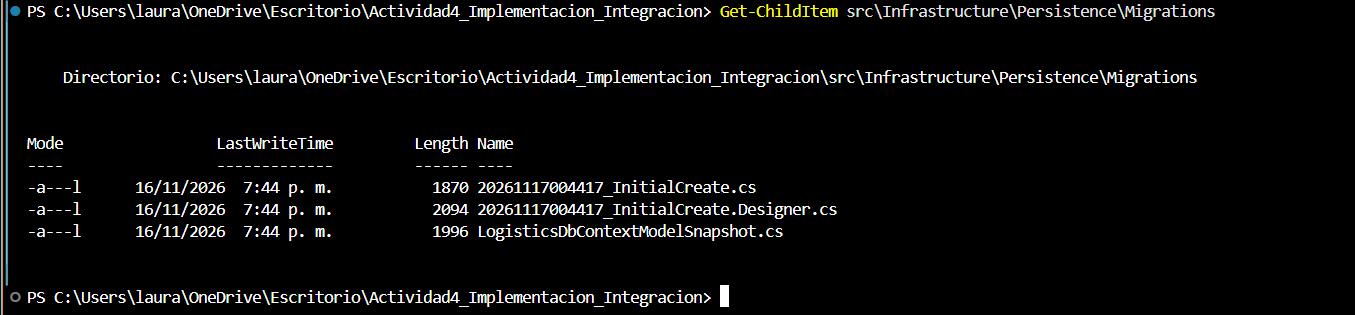 PS C:\Users\laura\OneDrive\Escritorio\Actividad4_Implementacion_Integracion> Get-ChildItem src\Infrastructure\Persistence\Migrations
Directorio: C:\Users\laura\OneDrive\Escritorio\Actividad4_Implementacion_Integracion\src\Infrastructure\Persistence\Migrations
Mode LastWriteTime Length Name
---- ------------- ------ ----
-a---l 16/11/2026 7:44 p. m. 1870 20261117004417_InitialCreate.cs
-a---l 16/11/2026 7:44 p. m. 2094 20261117004417_InitialCreate.Designer.cs
-a---l 16/11/2026 7:44 p. m. 1996 LogisticsDbContextModelSnapshot.cs
PS C:\Users\laura\OneDrive\Escritorio\Actividad4_Implementacion_Integracion>